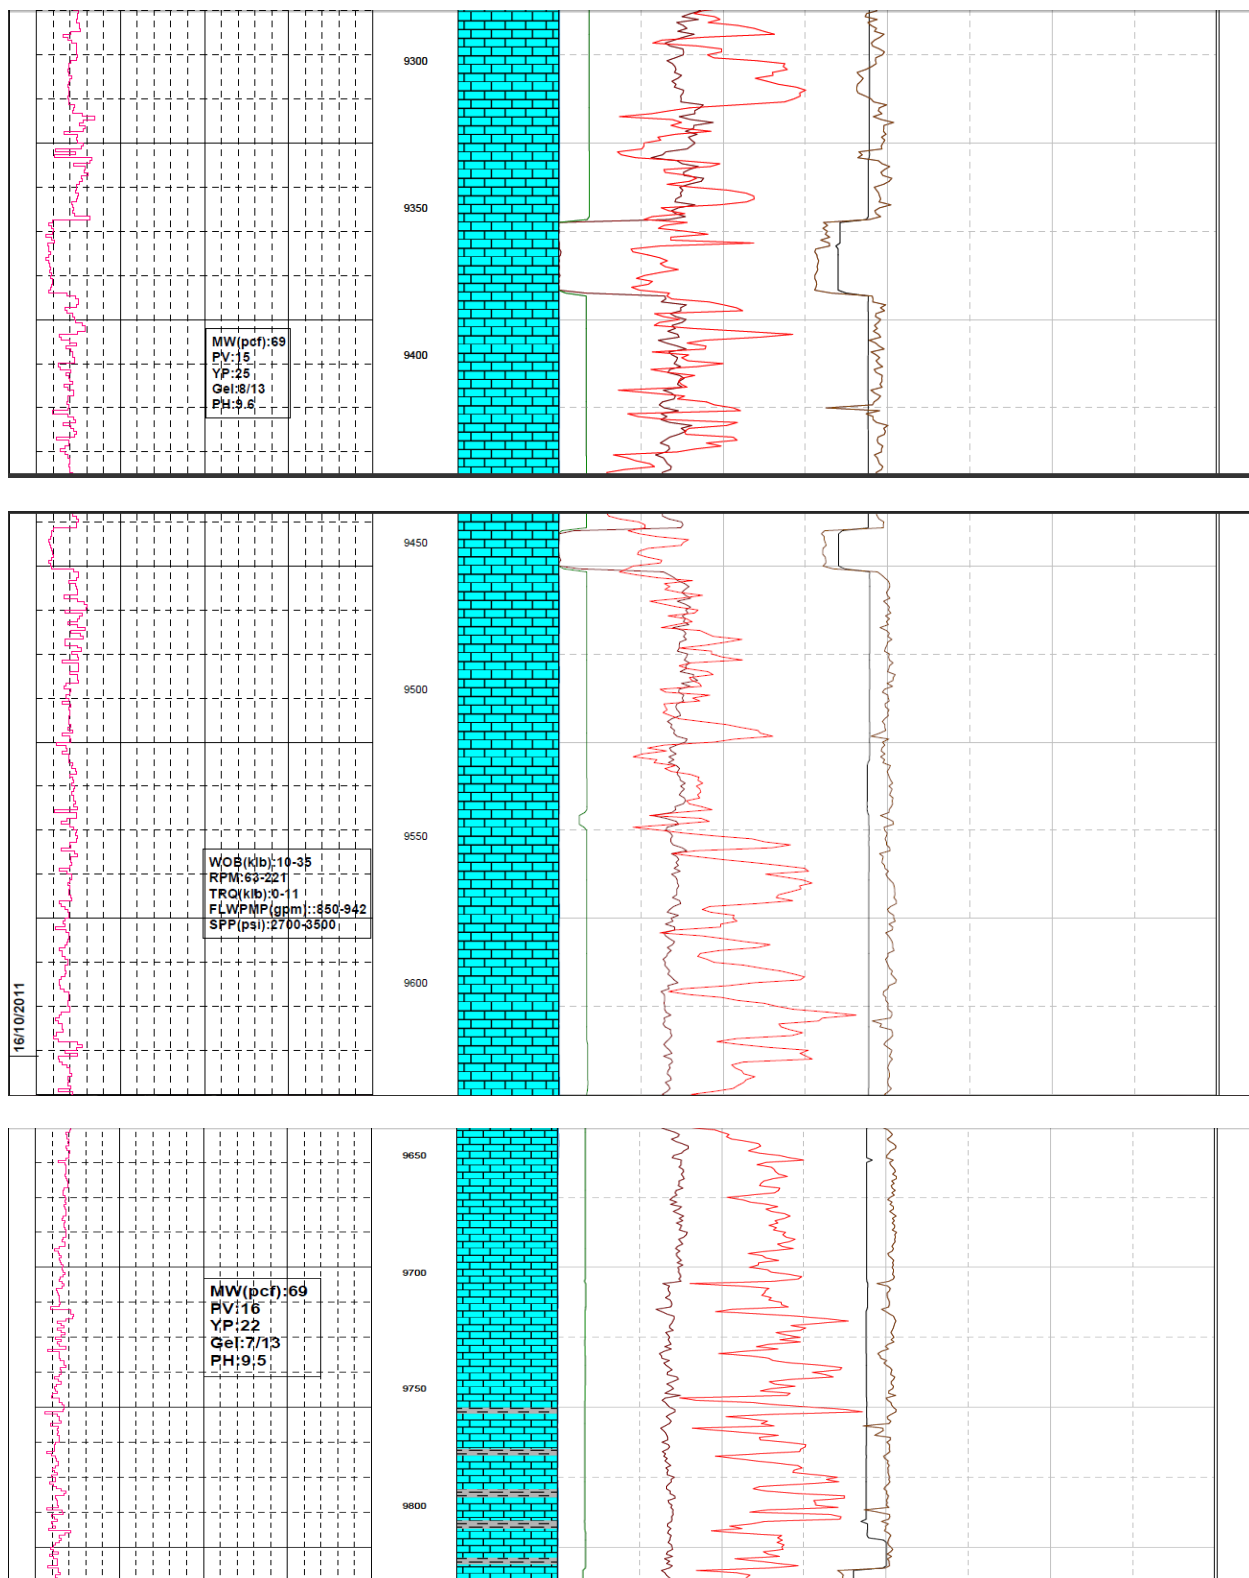 9300
9350
MW(pcf):69
PV:15
YP:25
Gel:8/13
PH:9.6
9400
9450
9500
9550
WOB(klb):10-35
RPM:63-221
TRQ(klb):0-11
FLWPMP(gpm)::850-942
SPP(psi):2700-3500
9600
16/10/2011
9650
9700
MW(pcf):69
PV:16
YP:22
Gel:7/13
PH:9.5
9750
9800